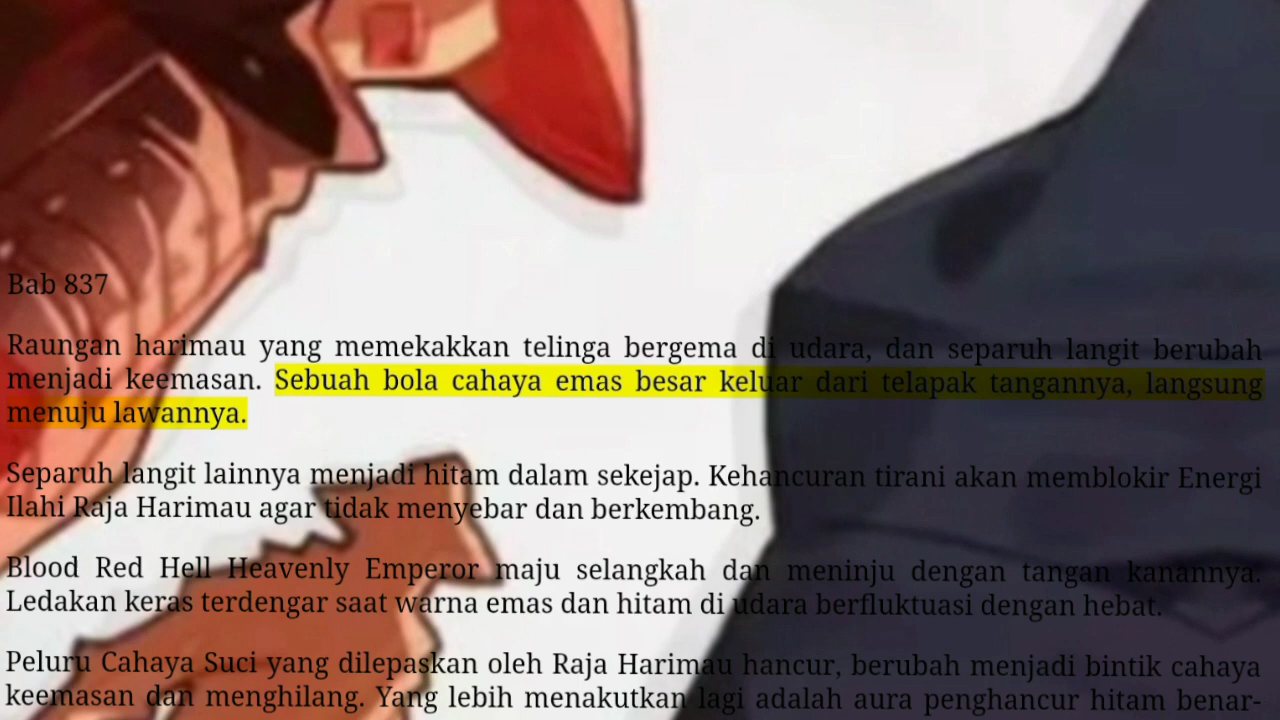 Bab 837
Raungan harimau yang memekakkan telinga bergema di udara, dan separuh langit berubah
menjadi keemasan. Sebuah bola cahaya emas besar keluar dari telapak tangannya, langsung
menuju lawannya.
Separuh langit lainnya menjadi hitam dalam sekejap. Kehancuran tirani akan memblokir Energi
Ilahi Raja Harimau agar tidak menyebar dan berkembang.
Blood Red Hell Heavenly Emperor maju selangkah dan meninju dengan tangan kanannya.
Ledakan keras terdengar saat warna emas dan hitam di udara berfluktuasi dengan hebat.
Peluru Cahaya Suci yang dilepaskan oleh Raja Harimau hancur, berubah menjadi bintik cahaya
keemasan dan menghilang. Yang lebih menakutkan lagi adalah aura penghancur hitam benar-